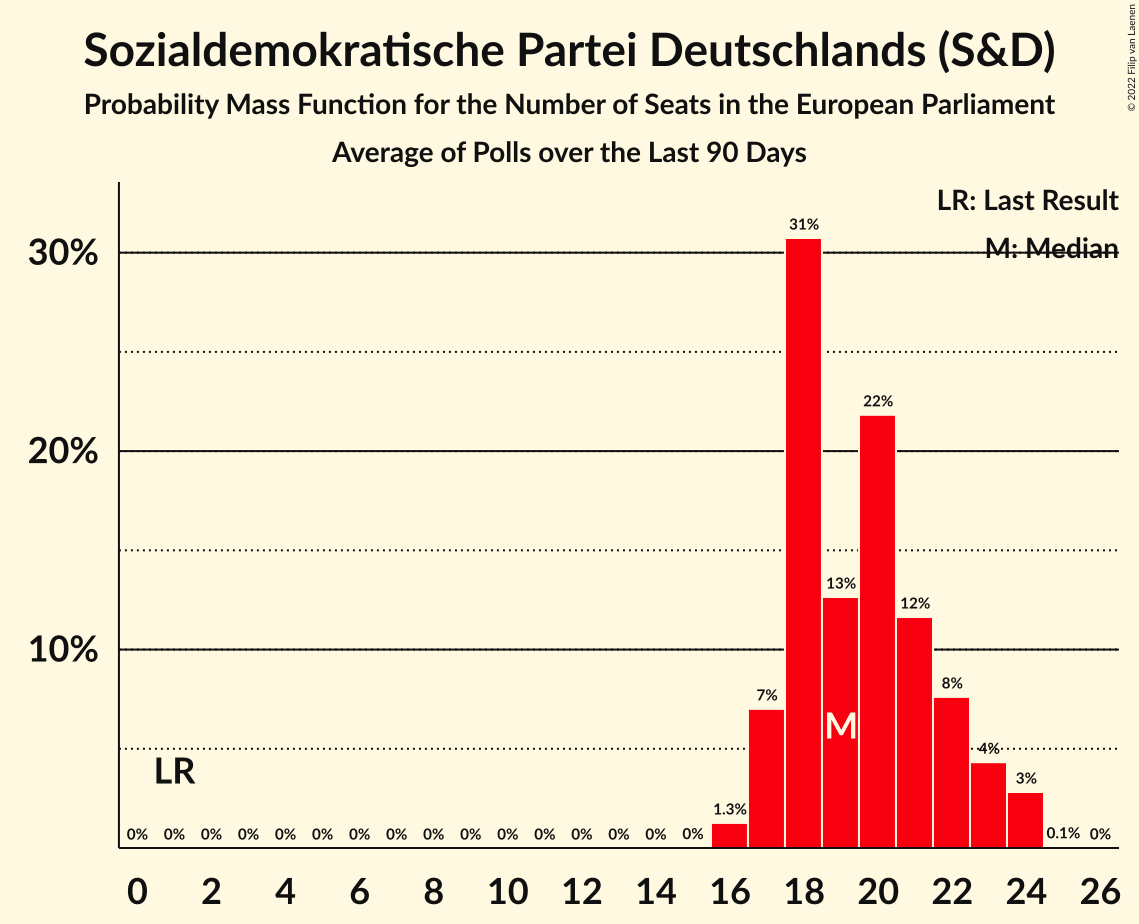 Sozialdemokratische Partei Deutschlands (S&D)
Probability Mass Function for the Number of Seats in the European Parliament
Average of Polls over the Last 90 Days
© 2022 Filip van Laenen
LR: Last Result
M: Median
30%
20%
10%
31%
22%
13%
12%
7%
8%
M
4%
LR
3%
1.3%
0% 0% 0% 0% 0% 0% 0% 0% 0% 0% 0% 0% 0% 0% 0% 0% 0.1% 0%
0 2 4 6 8 10 12 14 16 18 20 22 24 26